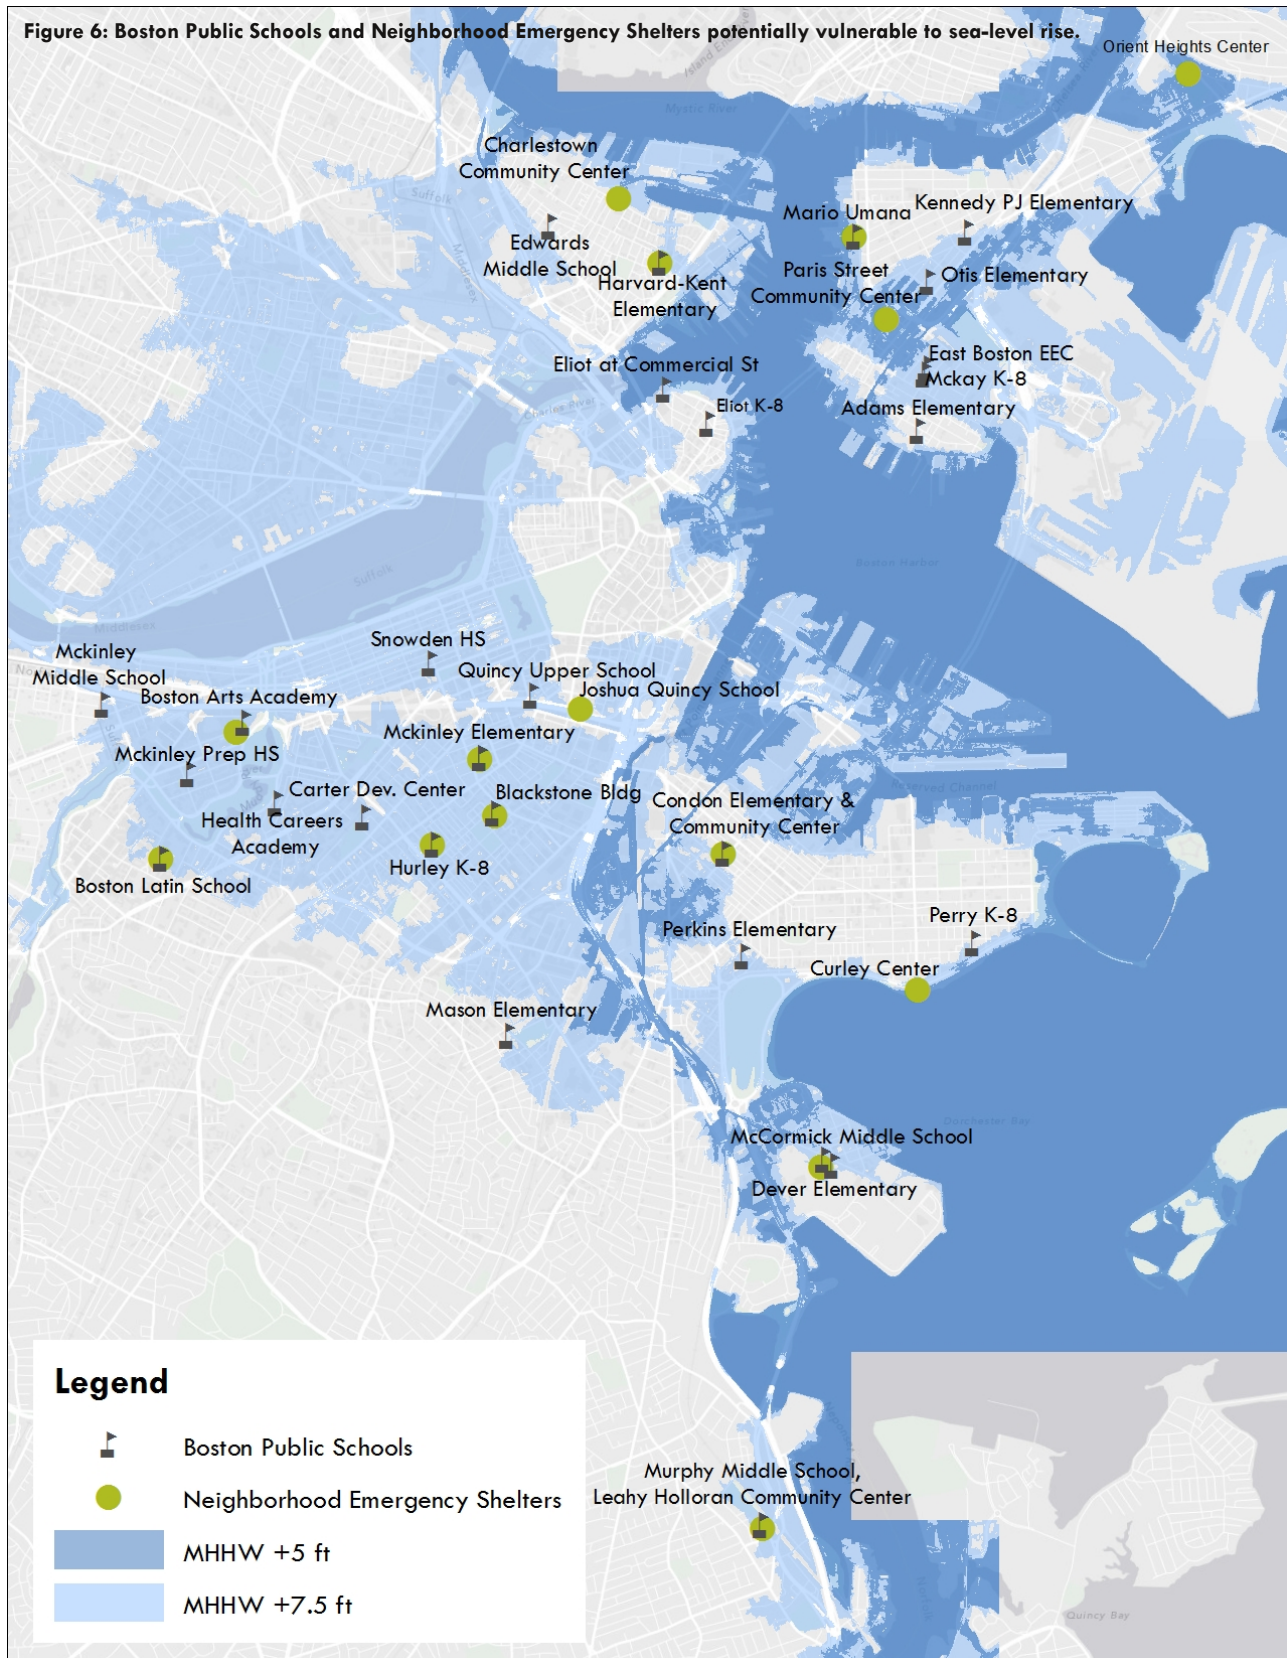 Figure 6: Boston Public Schools and Neighborhood Emergency Shelters potentially vulnerable to sea-level rise.
Orient Heights Center
Mystic River
Charlestown
Community Center
Suffolk
Middlesex
Edwards
Middle School
Harvard-Kent
Elementary
Mario Umana
Kennedy PJ Elementary
Paris Street
Community Center
Otis Elementary
Eliot at Commercial St
Eliot K-8
East Boston EEC
Mckay K-8
Adams Elementary
Charles River
Boston Harbor
Suffolk
Middlesex
Mckinley
Middle School
Snowden HS
Quincy Upper School
Joshua Quincy School
Boston Arts Academy
Mckinley Elementary
Mckinley Prep HS
Carter Dev. Center
Blackstone Bldg
Health Careers
Academy
Hurley K-8
Boston Latin School
Reserved Channel
Condon Elementary &
Community Center
Perkins Elementary
Perry K-8
Curley Center
Mason Elementary
Dorchester Bay
McCormick Middle School
Dever Elementary
Murphy Middle School,
Leahy Holloran Community Center
Norfolk
Quincy Bay
Legend
Boston Public Schools
Neighborhood Emergency Shelters
MHHW +5 ft
MHHW +7.5 ft